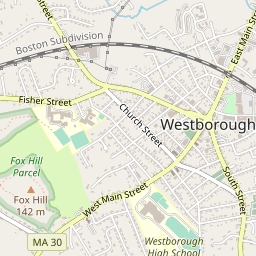 Street
Boston Subdivision
East Main Street
Fisher Street
Church Street
Westborough
Fox Hill
Parcel
Fox Hill
142 m
West Main Street
South Street
MA 30
Westborough
High School